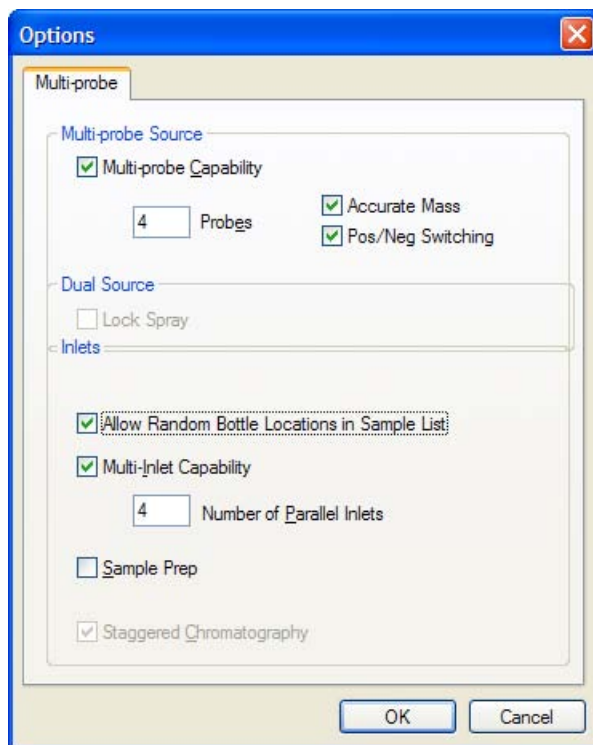 Options
Multi-probe
Multi-probe Source
Multi-probe Capability
4 Probes
Accurate Mass
Pos/Neg Switching
Dual Source
Lock Spray
Inlets
Allow Random Bottle Locations in Sample List
Multi-Inlet Capability
4 Number of Parallel Inlets
Sample Prep
Staggered Chromatography
OK Cancel